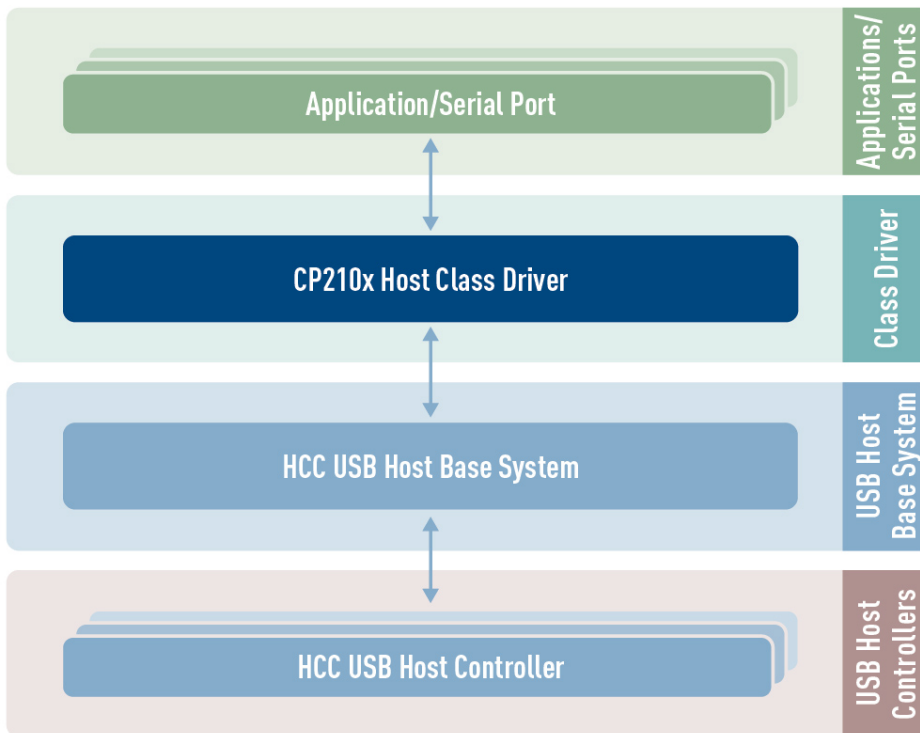 Application/Serial Port
Applications/
Serial Ports
CP210x Host Class Driver
Class Driver
HCC USB Host Base System
USB Host
Base System
HCC USB Host Controller
USB Host
Controllers